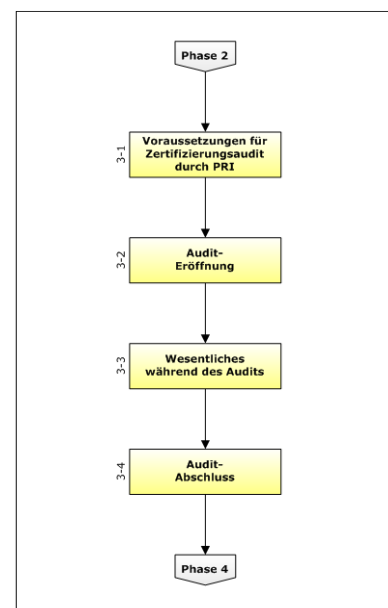 Phase 2
3-1
Voraussetzungen für
Zertifizierungsaudit
durch PRI
3-2
Audit-
Eröffnung
3-3
Wesentliches
während des Audits
3-4
Audit-
Abschluss
Phase 4